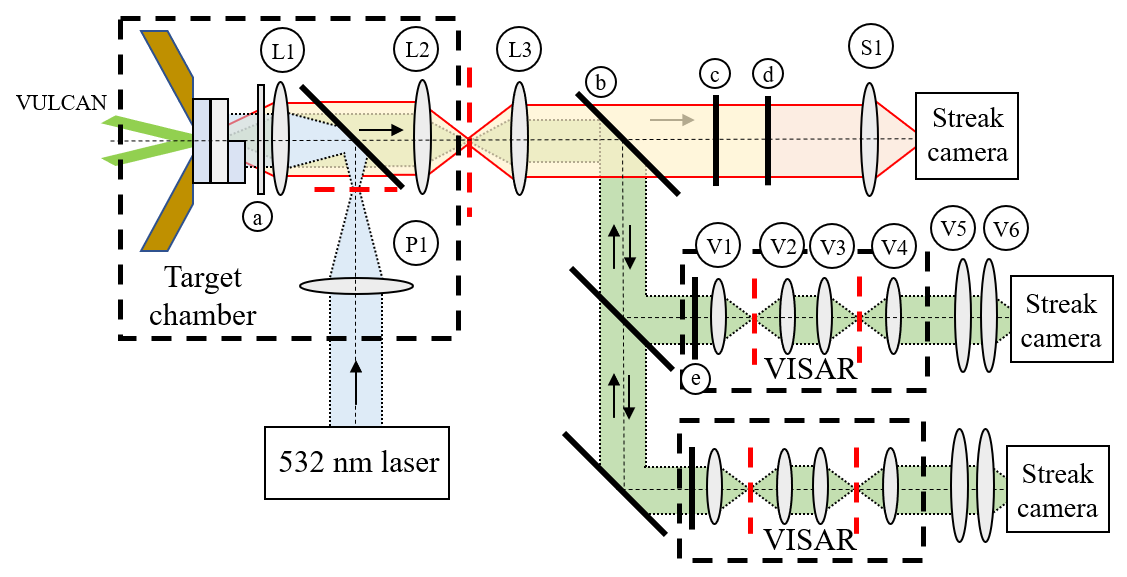 L1
L2
L3
b
c
d
S1
VULCAN
Streak
camera
a
P1
Target
chamber
V1
V2
V3
V4
V5
V6
Streak
camera
VISAR
e
532 nm laser
Streak
camera
VISAR